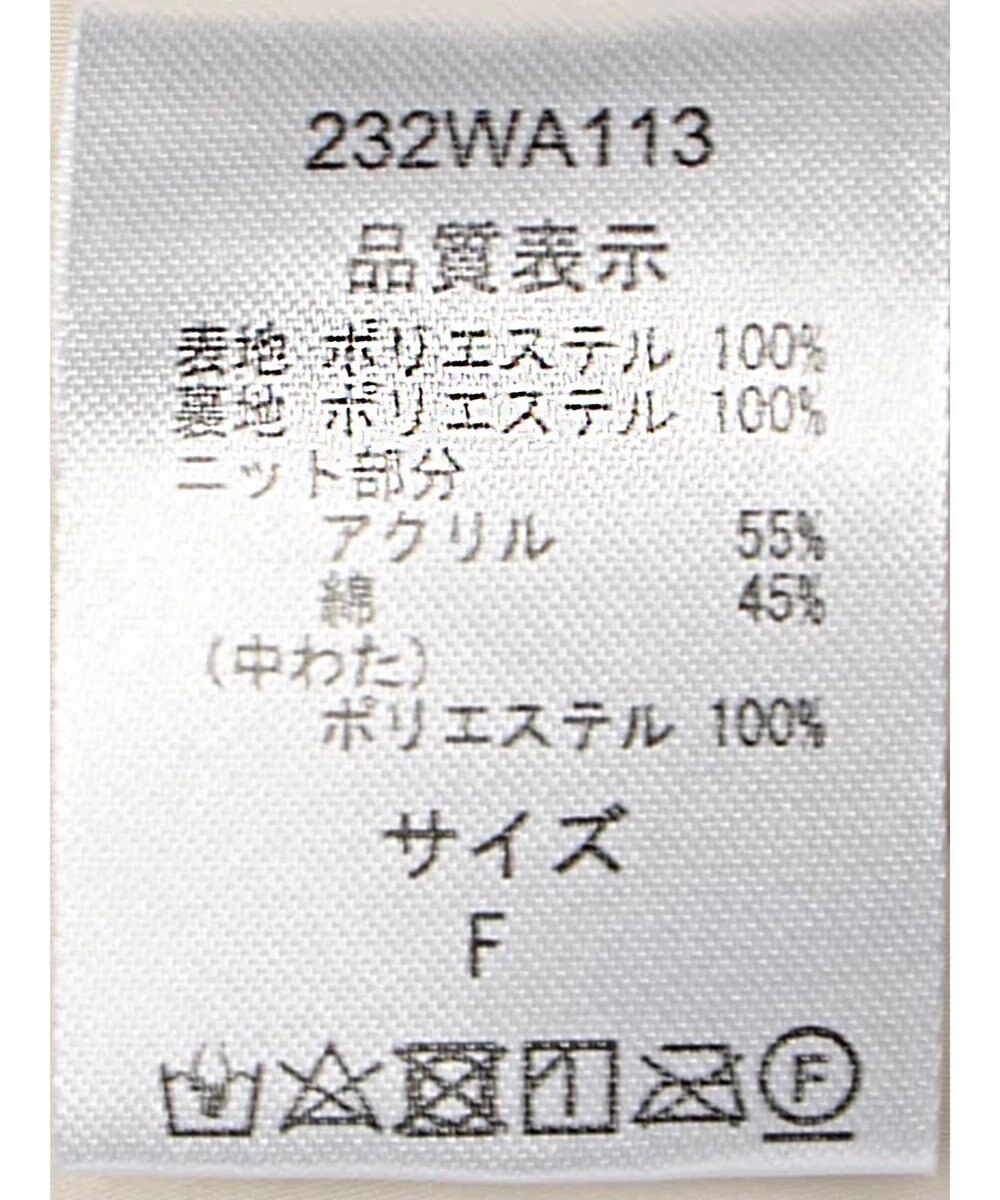 232WA113
品質表示
表地 ポリエステル 100%
裏地 ポリエステル 100%
ニット部分
アクリル 55%
綿 45%
(中わた)
ポリエステル 100%
サイズ
F
F